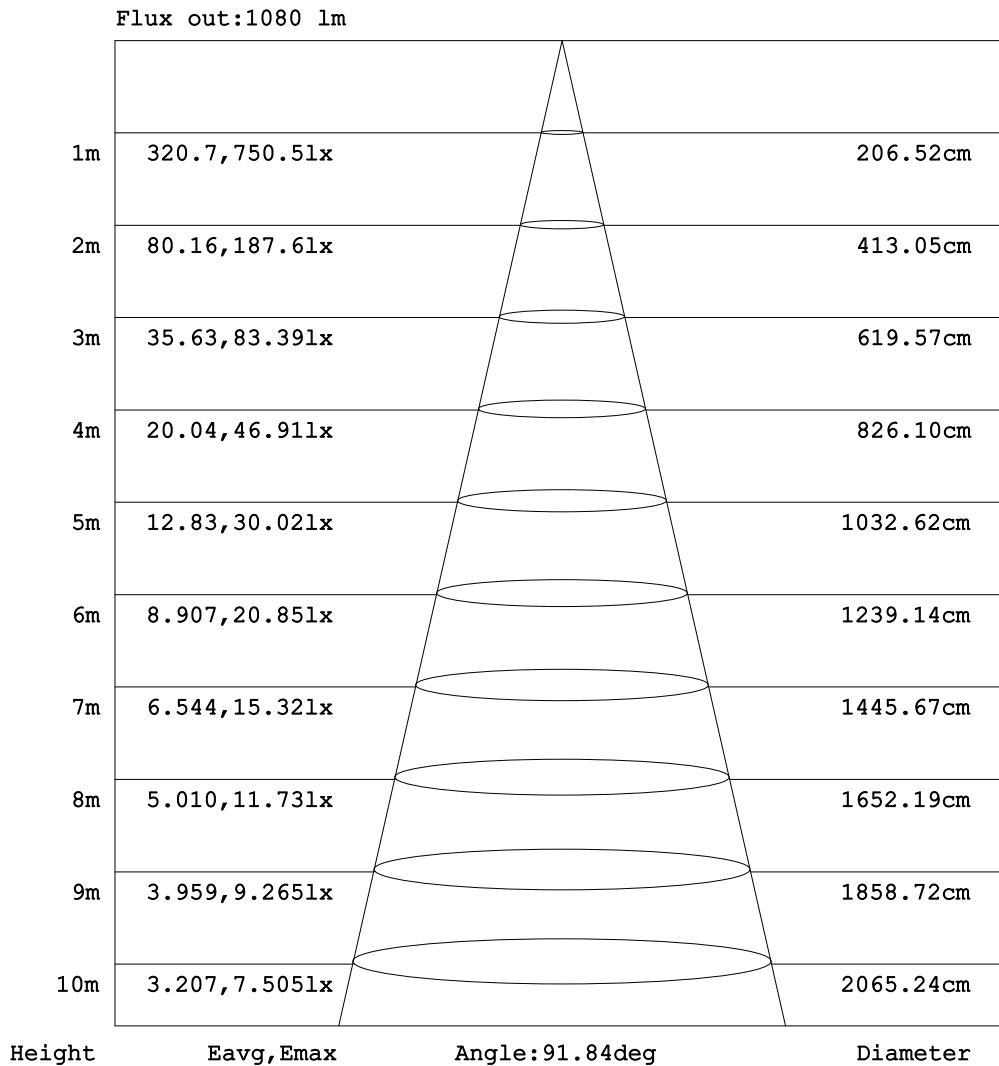 Flux out:1080 lm
1m 320.7,750.5lx 206.52cm
2m 80.16,187.6lx 413.05cm
3m 35.63,83.39lx 619.57cm
4m 20.04,46.91lx 826.10cm
5m 12.83,30.02lx 1032.62cm
6m 8.907,20.85lx 1239.14cm
7m 6.544,15.32lx 1445.67cm
8m 5.010,11.73lx 1652.19cm
9m 3.959,9.265lx 1858.72cm
10m 3.207,7.505lx 2065.24cm
Height Eavg,Emax Angle:91.84deg Diameter